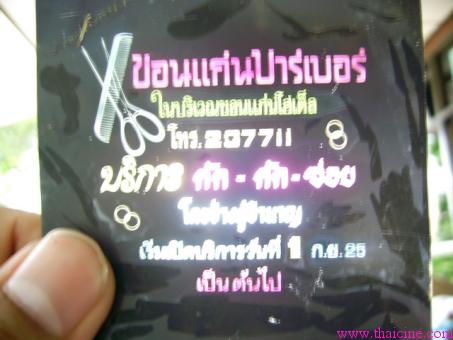 ขอนแก่นบาร์เบอร์
ในบริเวณขอนแก่นโฮเต็ล
โทร. 237711
บริการ ตัด - ดัด - ซอย
โดยช่างผู้ชำนาญ
เริ่มเปิดบริการวันที่ 1 ก.ย. 25
เป็นต้นไป
www.thaicine.com